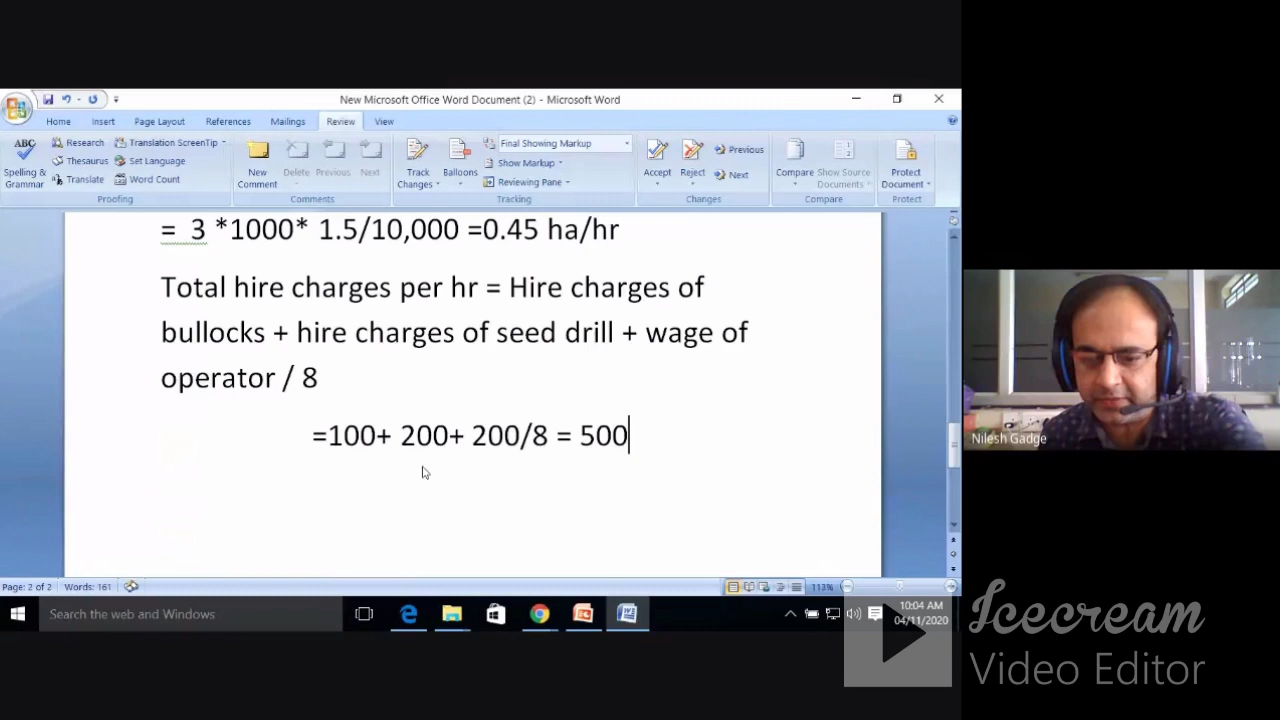 New Microsoft Office Word Document (2) - Microsoft Word
Home Insert Page Layout References Mailings Review View
ABC
Spelling & Grammar
Research
Thesaurus
Translate
Translation ScreenTip
Set Language
Word Count
Proofing
New Comment
Delete
Previous
Next
Comments
Track Changes
Balloons
Final Showing Markup
Show Markup
Reviewing Pane
Tracking
Accept
Reject
Previous
Next
Changes
Compare
Show Source Documents
Compare
Protect Document
Protect
= 3 *1000* 1.5/10,000 =0.45 ha/hr
Total hire charges per hr = Hire charges of
bullocks + hire charges of seed drill + wage of
operator / 8
=100+ 200+ 200/8 = 500
Nilesh Gadge
Page: 2 of 2 Words: 161 113%
Search the web and Windows
10:04 AM
04/11/2020
Icecream
Video Editor